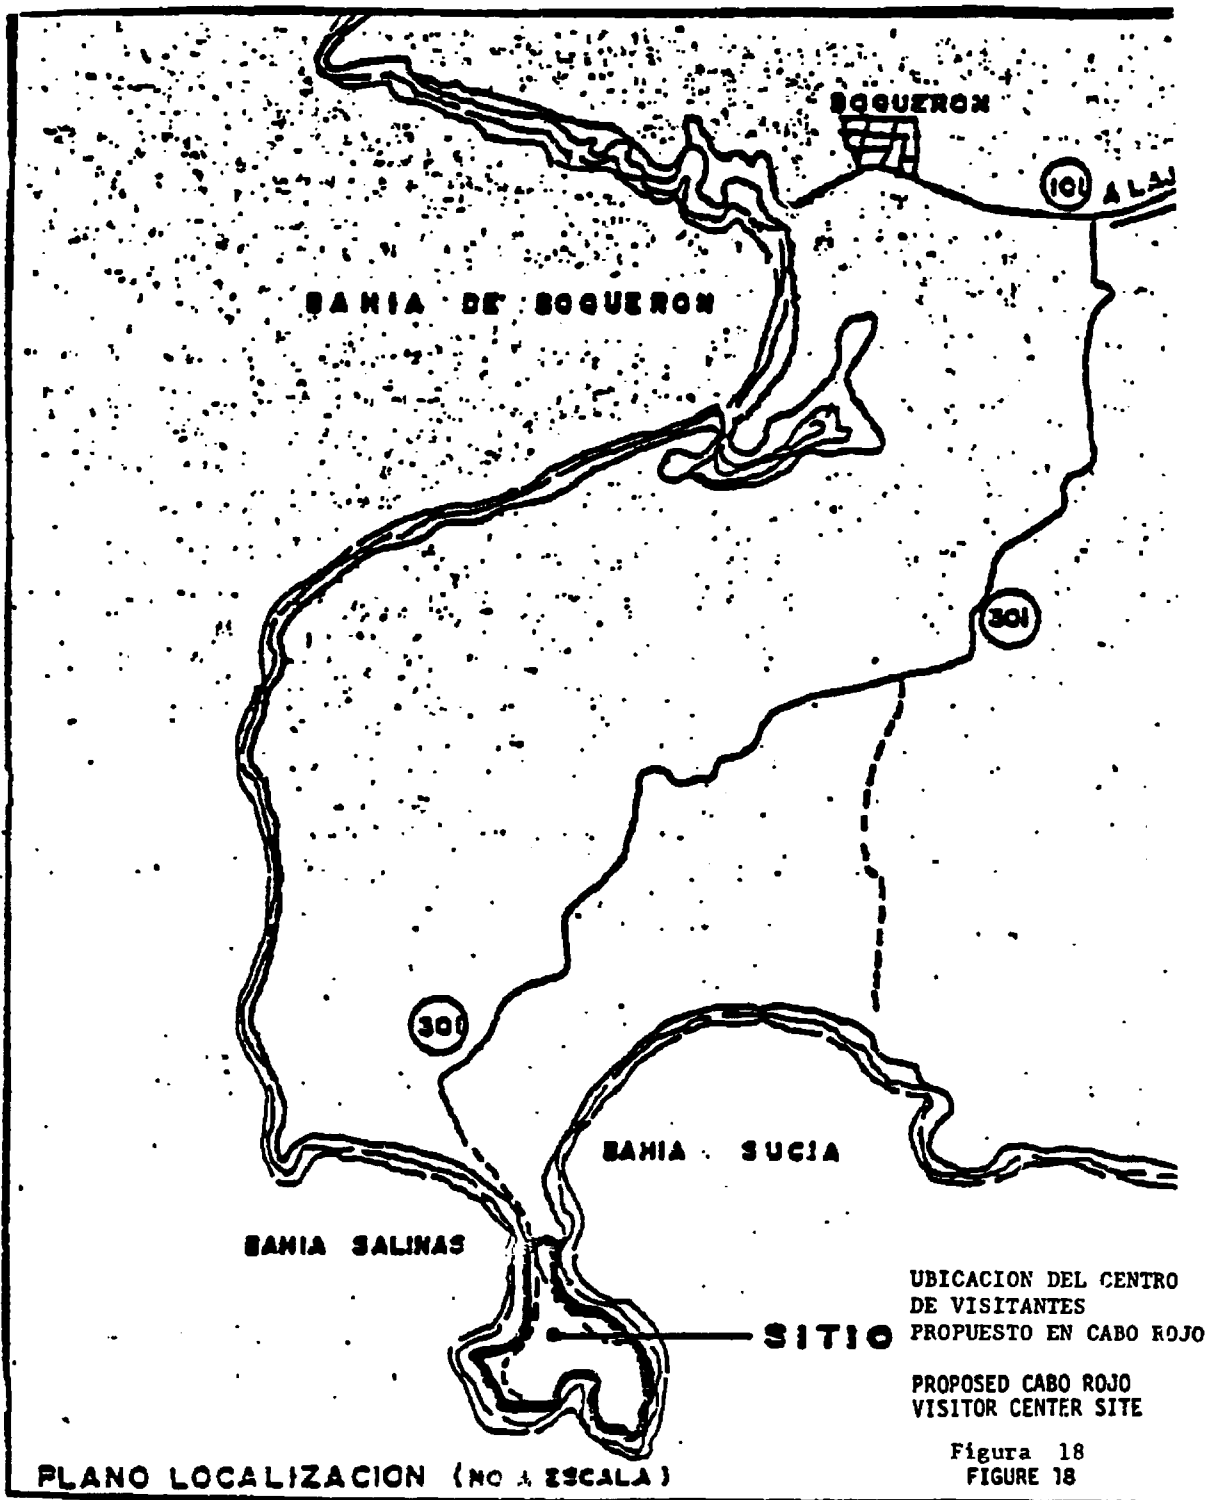 BOQUERON
101
A LAJ
BAHIA DE BOQUERON
301
301
BAHIA SUCIA
BAHIA SALINAS
UBICACION DEL CENTRO
DE VISITANTES
SITIO PROPUESTO EN CABO ROJO
PROPOSED CABO ROJO
VISITOR CENTER SITE
Figura 18
FIGURE 18
PLANO LOCALIZACION (NO A ESCALA)